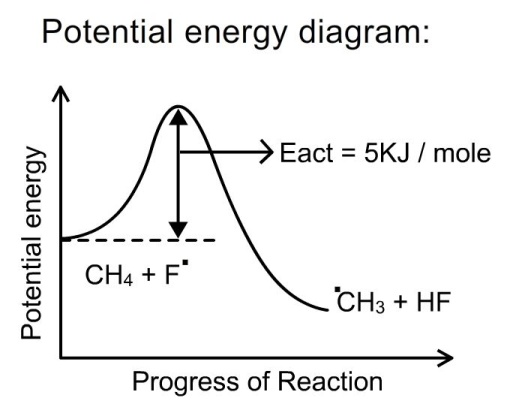 Potential energy diagram:
Potential energy
Eact = 5KJ / mole
CH₄ + F˙
˙CH₃ + HF
Progress of Reaction